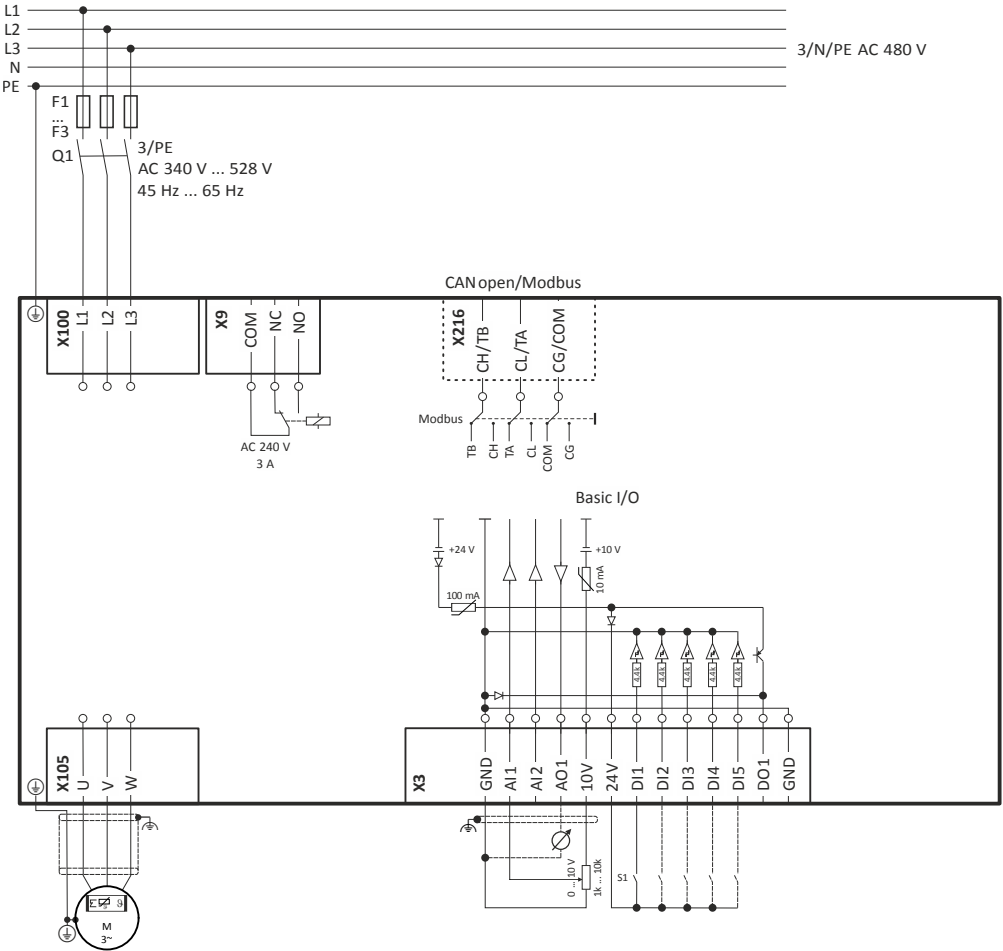 L1
L2
L3
N
PE
3/N/PE AC 480 V
F1
...
F3
Q1
3/PE
AC 340 V ... 528 V
45 Hz ... 65 Hz
CANopen/Modbus
X100
L1
L2
L3
X9
COM
NC
NO
X216
CH/TB
CL/TA
CG/COM
AC 240 V
3 A
Modbus
TB
CH
TA
CL
COM
CG
Basic I/O
+24 V
+10 V
10 mA
100 mA
4.4k
4.4k
4.4k
4.4k
4.4k
X105
U
V
W
X3
GND
AI1
AI2
AO1
10V
24V
DI1
DI2
DI3
DI4
DI5
DO1
GND
0 ... 10 V
1k ... 10k
S1
ϑ
M
3~